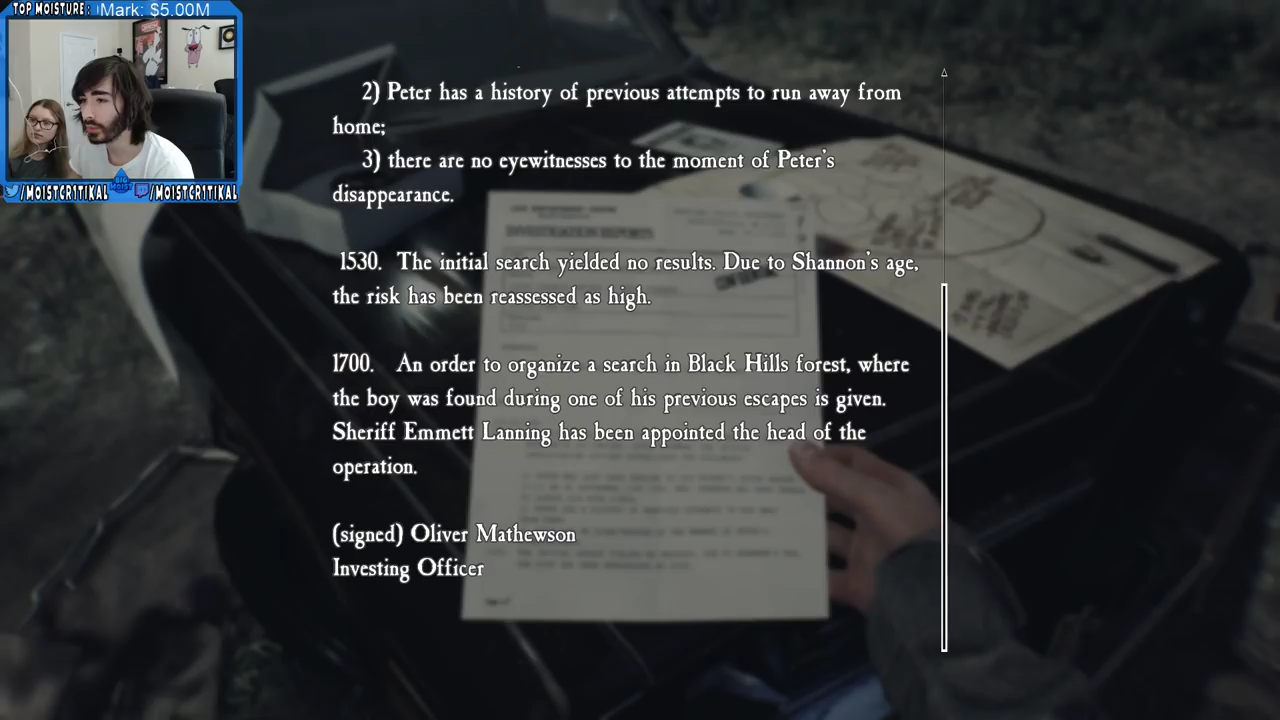 TOP MOISTURE: Mark: $5.00M
/MOISTCR1TIKAL BIG MOIST /MOISTCR1TIKAL
2) Peter has a history of previous attempts to run away from
home;
3) there are no eyewitnesses to the moment of Peter's
disappearance.
1530. The initial search yielded no results. Due to Shannon's age,
the risk has been reassessed as high.
1700. An order to organize a search in Black Hills forest, where
the boy was found during one of his previous escapes is given.
Sheriff Emmett Lanning has been appointed the head of the
operation.
(signed) Oliver Mathewson
Investing Officer
INVESTIGATION REPORTS